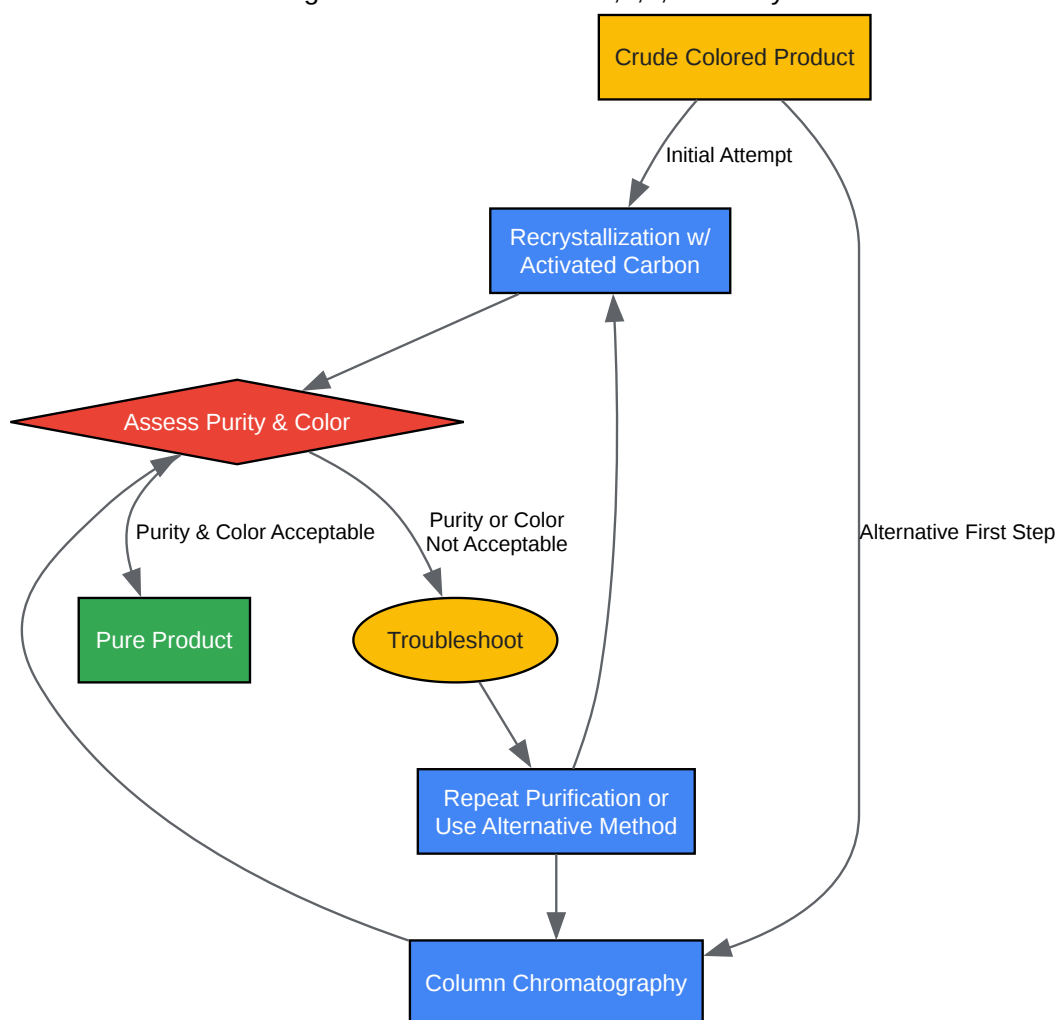 Crude Colored Product
Initial Attempt
Recrystallization w/
Activated Carbon
Assess Purity & Color
Purity & Color Acceptable
Purity or Color
Not Acceptable
Alternative First Step
Pure Product
Troubleshoot
Repeat Purification or
Use Alternative Method
Column Chromatography